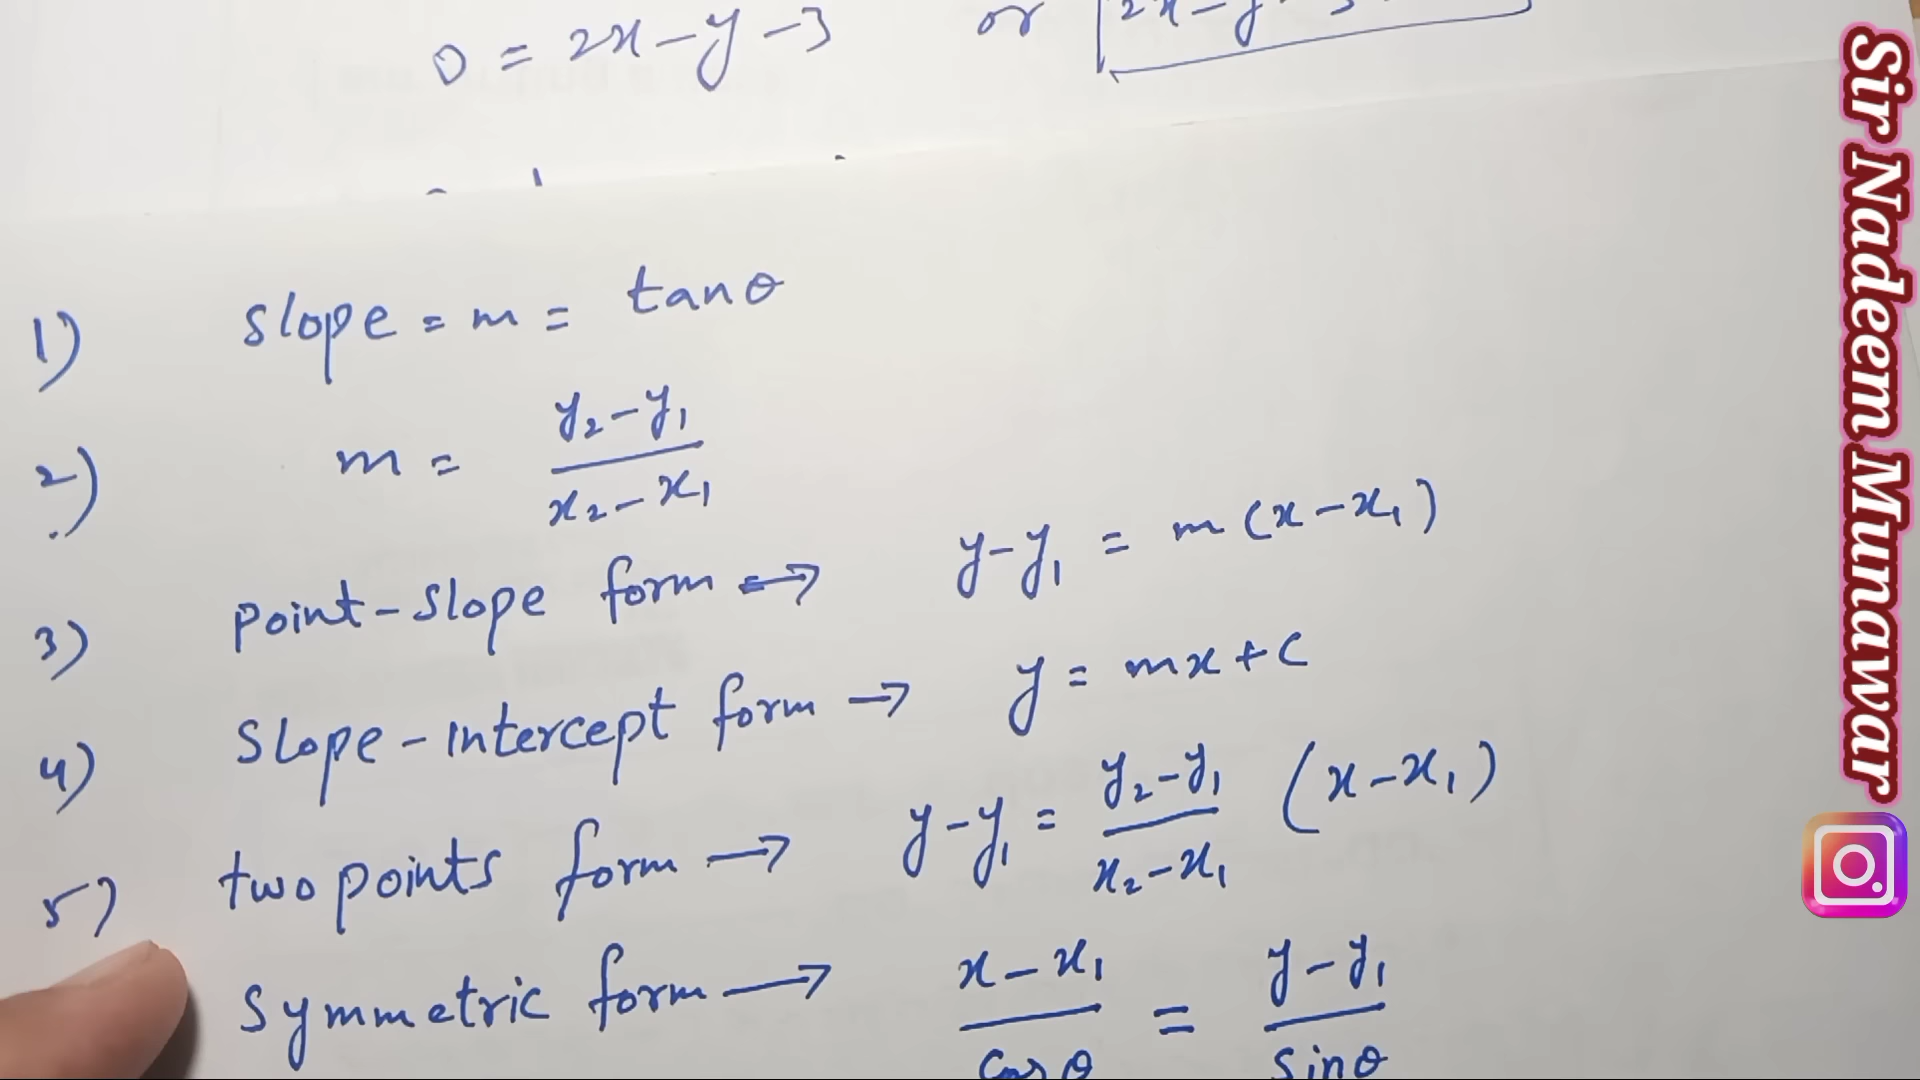 0 = 2x-y-3 or
1) slope = m = tanθ
2) m = y₂-y₁ / x₂-x₁
3) point-slope form → y-y₁ = m(x-x₁)
4) slope-intercept form → y = mx+c
5) two points form → y-y₁ = y₂-y₁ / x₂-x₁ (x-x₁)
symmetric form → x-x₁ / cosθ = y-y₁ / sinθ
Sir Nadeem Munawar